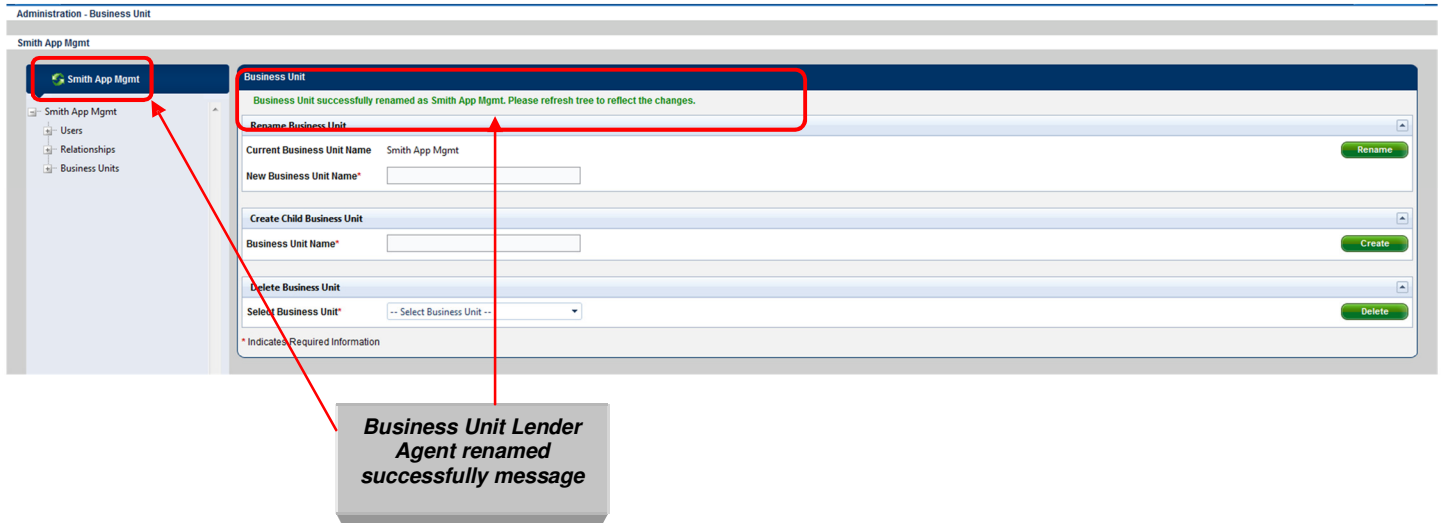 Administration - Business Unit
Smith App Mgmt
Smith App Mgmt
Smith App Mgmt
Users
Relationships
Business Units
Business Unit
Business Unit successfully renamed as Smith App Mgmt. Please refresh tree to reflect the changes.
Rename Business Unit
Current Business Unit Name Smith App Mgmt Rename
New Business Unit Name*
Create Child Business Unit
Business Unit Name* Create
Delete Business Unit
Select Business Unit* -- Select Business Unit -- Delete
* Indicates Required Information
Business Unit Lender
Agent renamed
successfully message